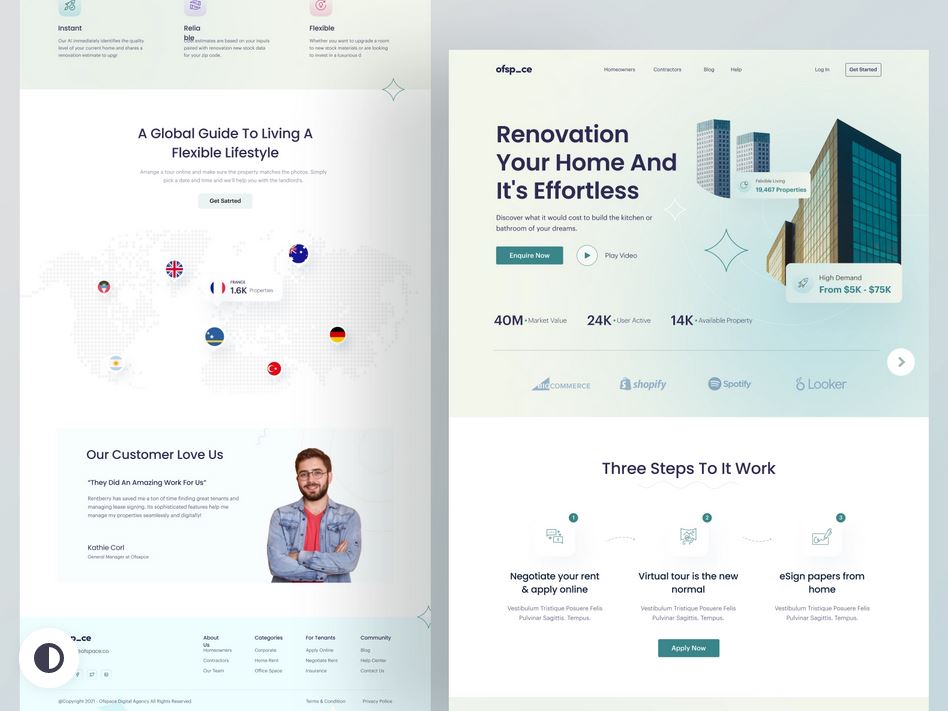 Instant
Our AI immediately identifies the quality
level of your current home and shares a
renovation estimate to upgr
Relia
ble
estimates are based on your inputs
paired with renovation new stock data
for your zip code.
Flexible
Whether you want to upgrade a room
to new stock materials or are looking
to invest in a luxurious d
A Global Guide To Living A
Flexible Lifestyle
Arrange a tour online and make sure the property matches the photos. Simply
pick a date and time and we'll help you with the landlord's.
Get Satrted
FRANCE
1.6K Properties
Our Customer Love Us
“They Did An Amazing Work For Us”
Rentberry has saved me a ton of time finding great tenants and
managing lease signing. Its sophisticated features help me
manage my properties seamlessly and digitally!
Kathie Corl
General Manager at Ofsapce
p_ce
ofspace.co
About
Us
Homeowners
Contractors
Our Team
Categories
Corporate
Home Rent
Office Space
For Tenants
Apply Online
Negotiate Rent
Insurance
Community
Blog
Help Center
Contact Us
@Copyright 2021 - Ofspace Digital Agency All Rights Reserved
Terms & Condition
Privacy Policy
ofsp_ce
Homeowners
Contractors
Blog
Help
Log In
Get Started
Renovation
Your Home And
It's Effortless
Discover what it would cost to build the kitchen or
bathroom of your dreams.
Enquire Now
Play Video
Felxible Living
19,467 Properties
High Demand
From $5K - $75K
40M • Market Value
24K • User Active
14K • Available Property
BIGCOMMERCE
shopify
Spotify
Looker
Three Steps To It Work
1
2
3
Negotiate your rent
& apply online
Vestibulum Tristique Posuere Felis
Pulvinar Sagittis. Tempus.
Virtual tour is the new
normal
Vestibulum Tristique Posuere Felis
Pulvinar Sagittis. Tempus.
eSign papers from
home
Vestibulum Tristique Posuere Felis
Pulvinar Sagittis. Tempus.
Apply Now